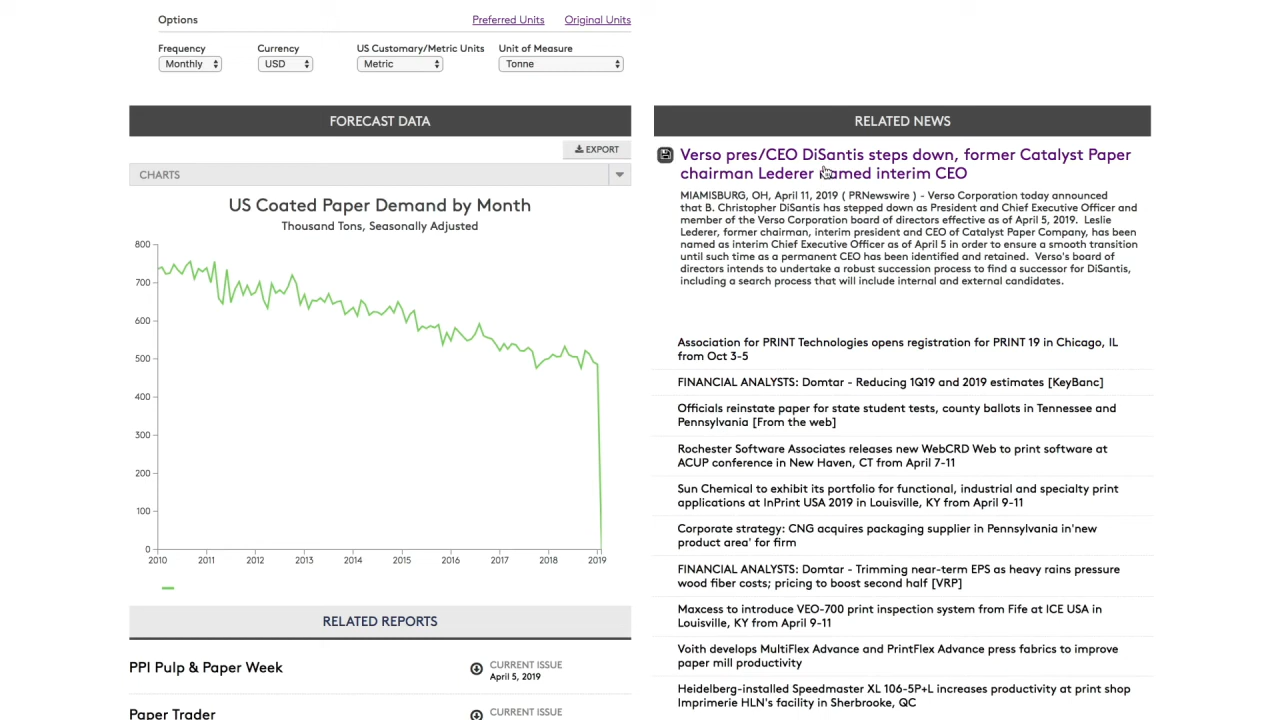 Options
Preferred Units
Original Units
Frequency
Currency
US Customary/Metric Units
Unit of Measure
Monthly
USD
Metric
Tonne
FORECAST DATA
EXPORT
CHARTS
US Coated Paper Demand by Month
Thousand Tons, Seasonally Adjusted
800
700
600
500
400
300
200
100
0
2010
2011
2012
2013
2014
2015
2016
2017
2018
2019
RELATED REPORTS
PPI Pulp & Paper Week
CURRENT ISSUE
April 5, 2019
Paper Trader
CURRENT ISSUE
RELATED NEWS
Verso pres/CEO DiSantis steps down, former Catalyst Paper
chairman Lederer named interim CEO
MIAMISBURG, OH, April 11, 2019 ( PRNewswire ) - Verso Corporation today announced
that B. Christopher DiSantis has stepped down as President and Chief Executive Officer and
member of the Verso Corporation board of directors effective as of April 5, 2019. Leslie
Lederer, former chairman, interim president and CEO of Catalyst Paper Company, has been
named as interim Chief Executive Officer as of April 5 in order to ensure a smooth transition
until such time as a permanent CEO has been identified and retained. Verso's board of
directors intends to undertake a robust succession process to find a successor for DiSantis,
including a search process that will include internal and external candidates.
Association for PRINT Technologies opens registration for PRINT 19 in Chicago, IL
from Oct 3-5
FINANCIAL ANALYSTS: Domtar - Reducing 1Q19 and 2019 estimates [KeyBanc]
Officials reinstate paper for state student tests, county ballots in Tennessee and
Pennsylvania [From the web]
Rochester Software Associates releases new WebCRD Web to print software at
ACUP conference in New Haven, CT from April 7-11
Sun Chemical to exhibit its portfolio for functional, industrial and specialty print
applications at InPrint USA 2019 in Louisville, KY from April 9-11
Corporate strategy: CNG acquires packaging supplier in Pennsylvania in'new
product area' for firm
FINANCIAL ANALYSTS: Domtar - Trimming near-term EPS as heavy rains pressure
wood fiber costs; pricing to boost second half [VRP]
Maxcess to introduce VEO-700 print inspection system from Fife at ICE USA in
Louisville, KY from April 9-11
Voith develops MultiFlex Advance and PrintFlex Advance press fabrics to improve
paper mill productivity
Heidelberg-installed Speedmaster XL 106-5P+L increases productivity at print shop
Imprimerie HLN's facility in Sherbrooke, QC